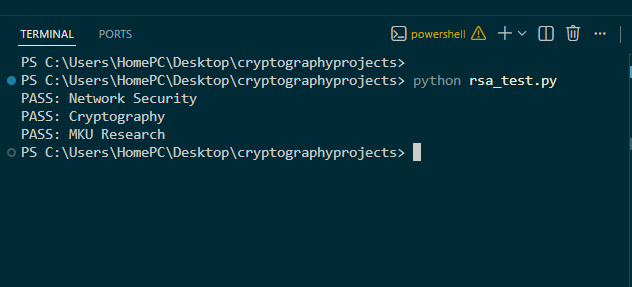 TERMINAL PORTS powershell
PS C:\Users\HomePC\Desktop\cryptographyprojects>
PS C:\Users\HomePC\Desktop\cryptographyprojects> python rsa_test.py
PASS: Network Security
PASS: Cryptography
PASS: MKU Research
PS C:\Users\HomePC\Desktop\cryptographyprojects>